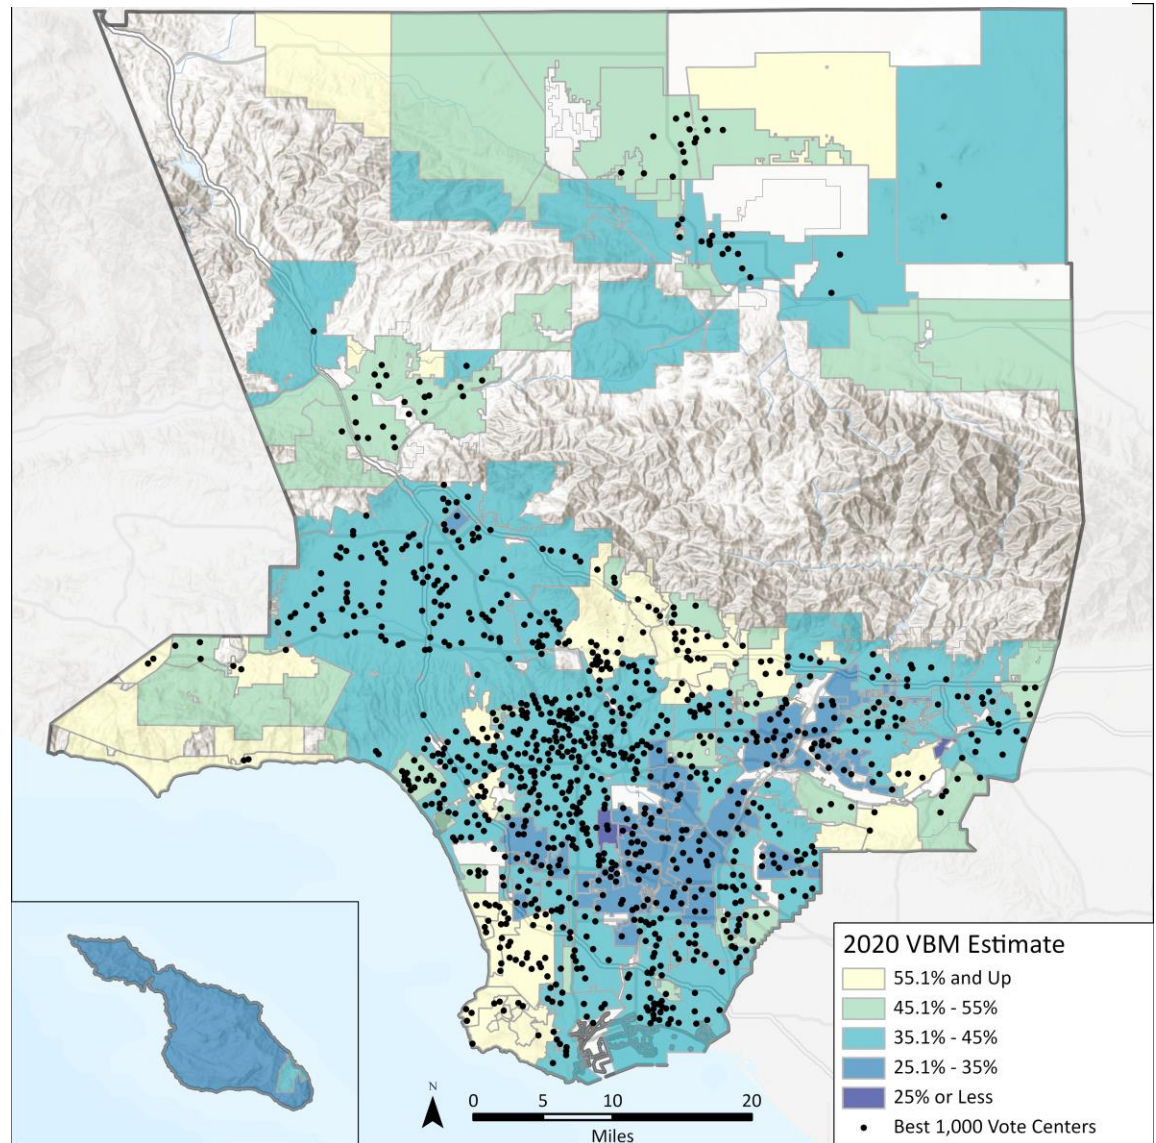 2020 VBM Estimate
55.1% and Up
45.1% - 55%
35.1% - 45%
25.1% - 35%
25% or Less
Best 1,000 Vote Centers
N
0 5 10 20
Miles